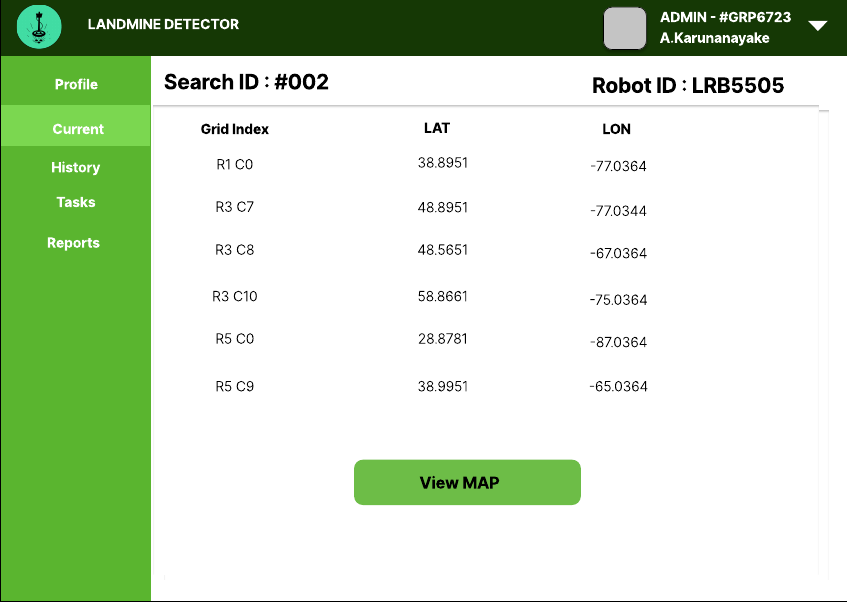 LANDMINE DETECTOR
ADMIN - #GRP6723
A.Karunanayake
Profile
Current
History
Tasks
Reports
Search ID : #002
Robot ID : LRB5505
Grid Index LAT LON
R1 C0 38.8951 -77.0364
R3 C7 48.8951 -77.0344
R3 C8 48.5651 -67.0364
R3 C10 58.8661 -75.0364
R5 C0 28.8781 -87.0364
R5 C9 38.9951 -65.0364
View MAP